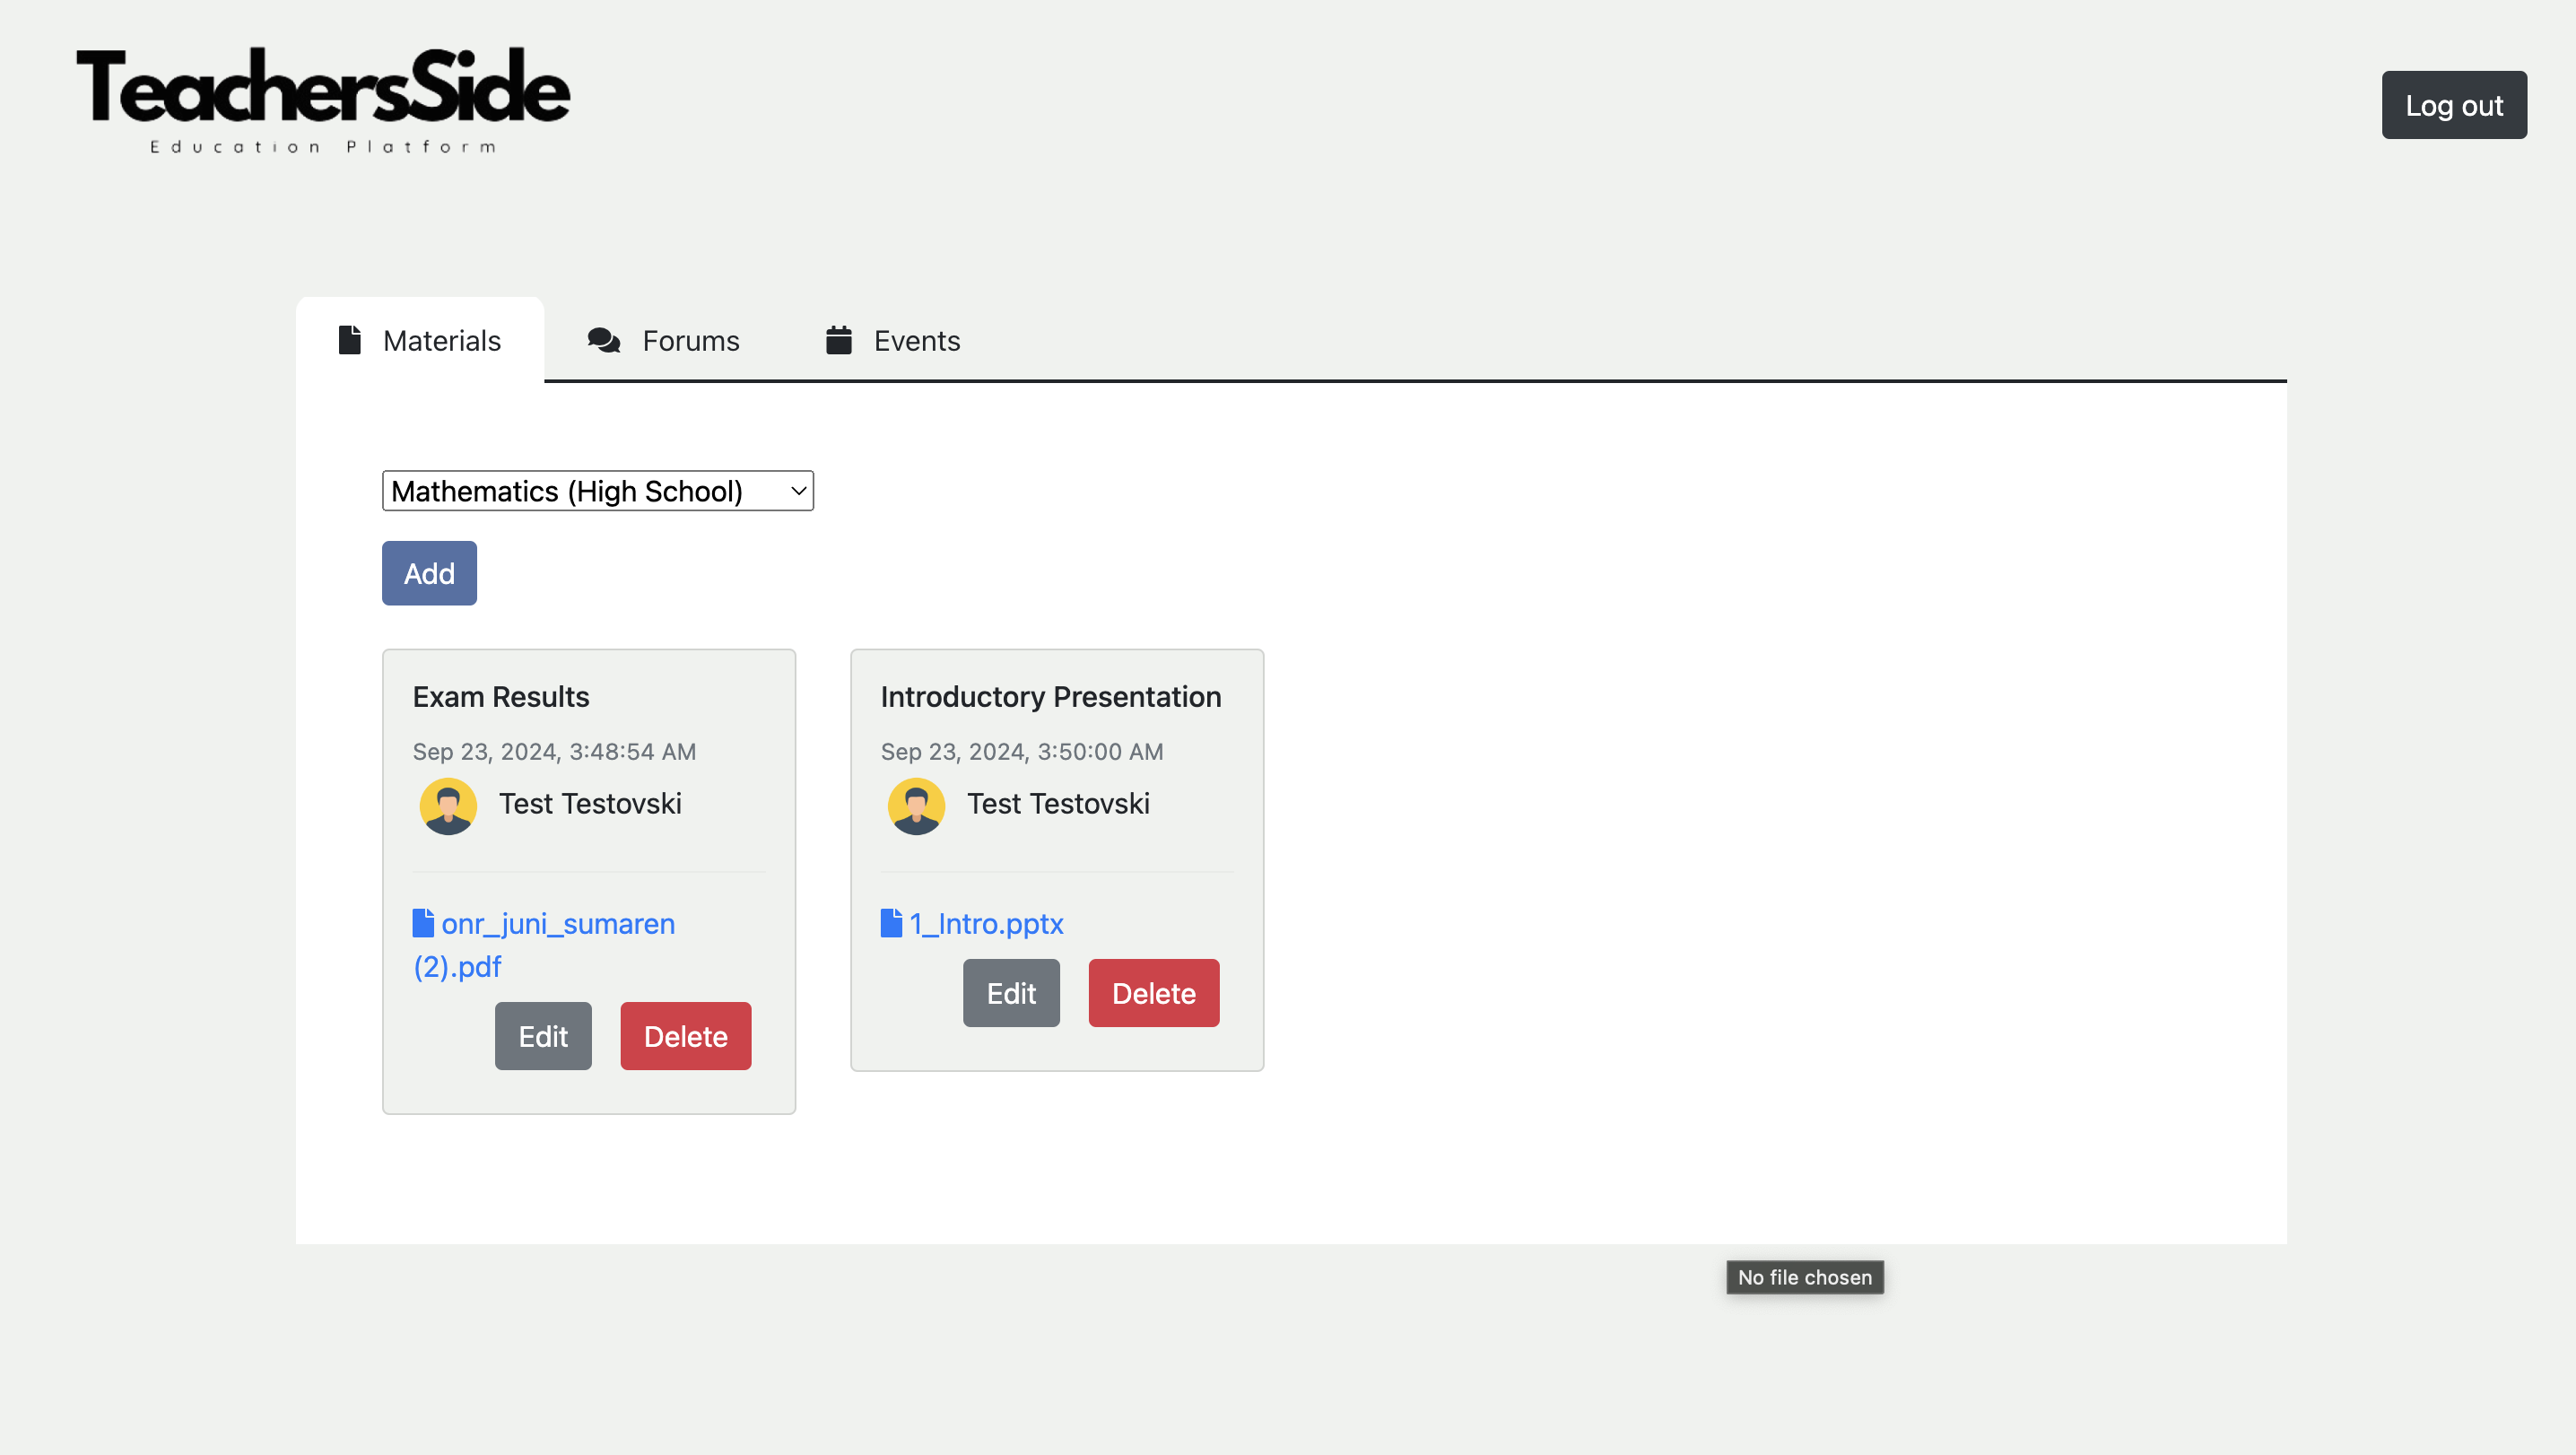 TeachersSide
Education Platform
Log out
Materials
Forums
Events
Mathematics (High School)
Add
Exam Results
Sep 23, 2024, 3:48:54 AM
Test Testovski
onr_juni_sumaren
(2).pdf
Edit
Delete
Introductory Presentation
Sep 23, 2024, 3:50:00 AM
Test Testovski
1_Intro.pptx
Edit
Delete
No file chosen